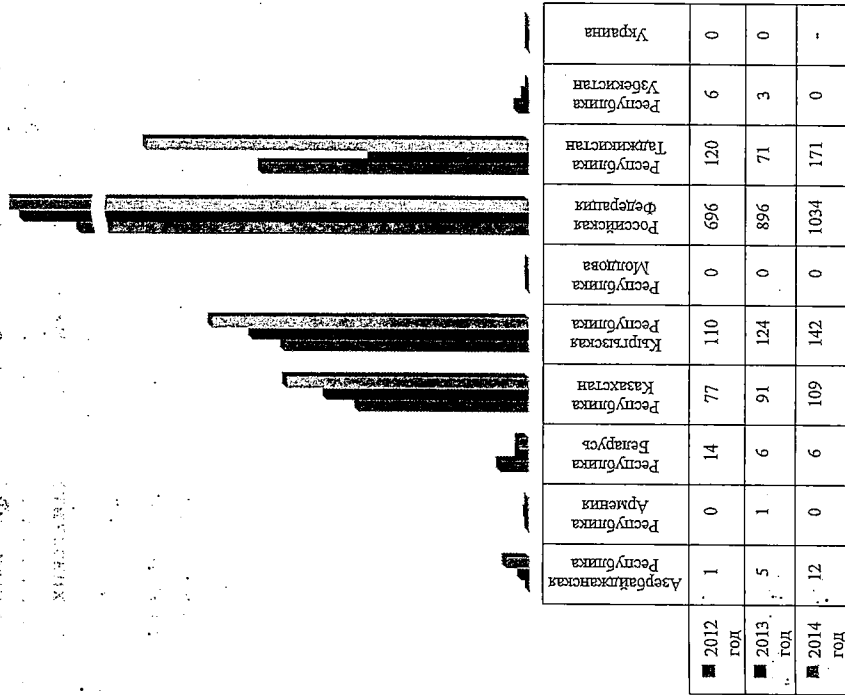 Азербайджанская
Республика
Республика
Армения
Республика
Беларусь
Республика
Казахстан
Кыргызская
Республика
Республика
Молдова
Российская
Федерация
Республика
Таджикистан
Республика
Узбекистан
Украина
2012 год 1 0 14 77 110 0 696 120 6 0
2013 год 5 1 6 91 124 0 896 71 3 0
2014 год 12 0 6 109 142 0 1034 171 0 -